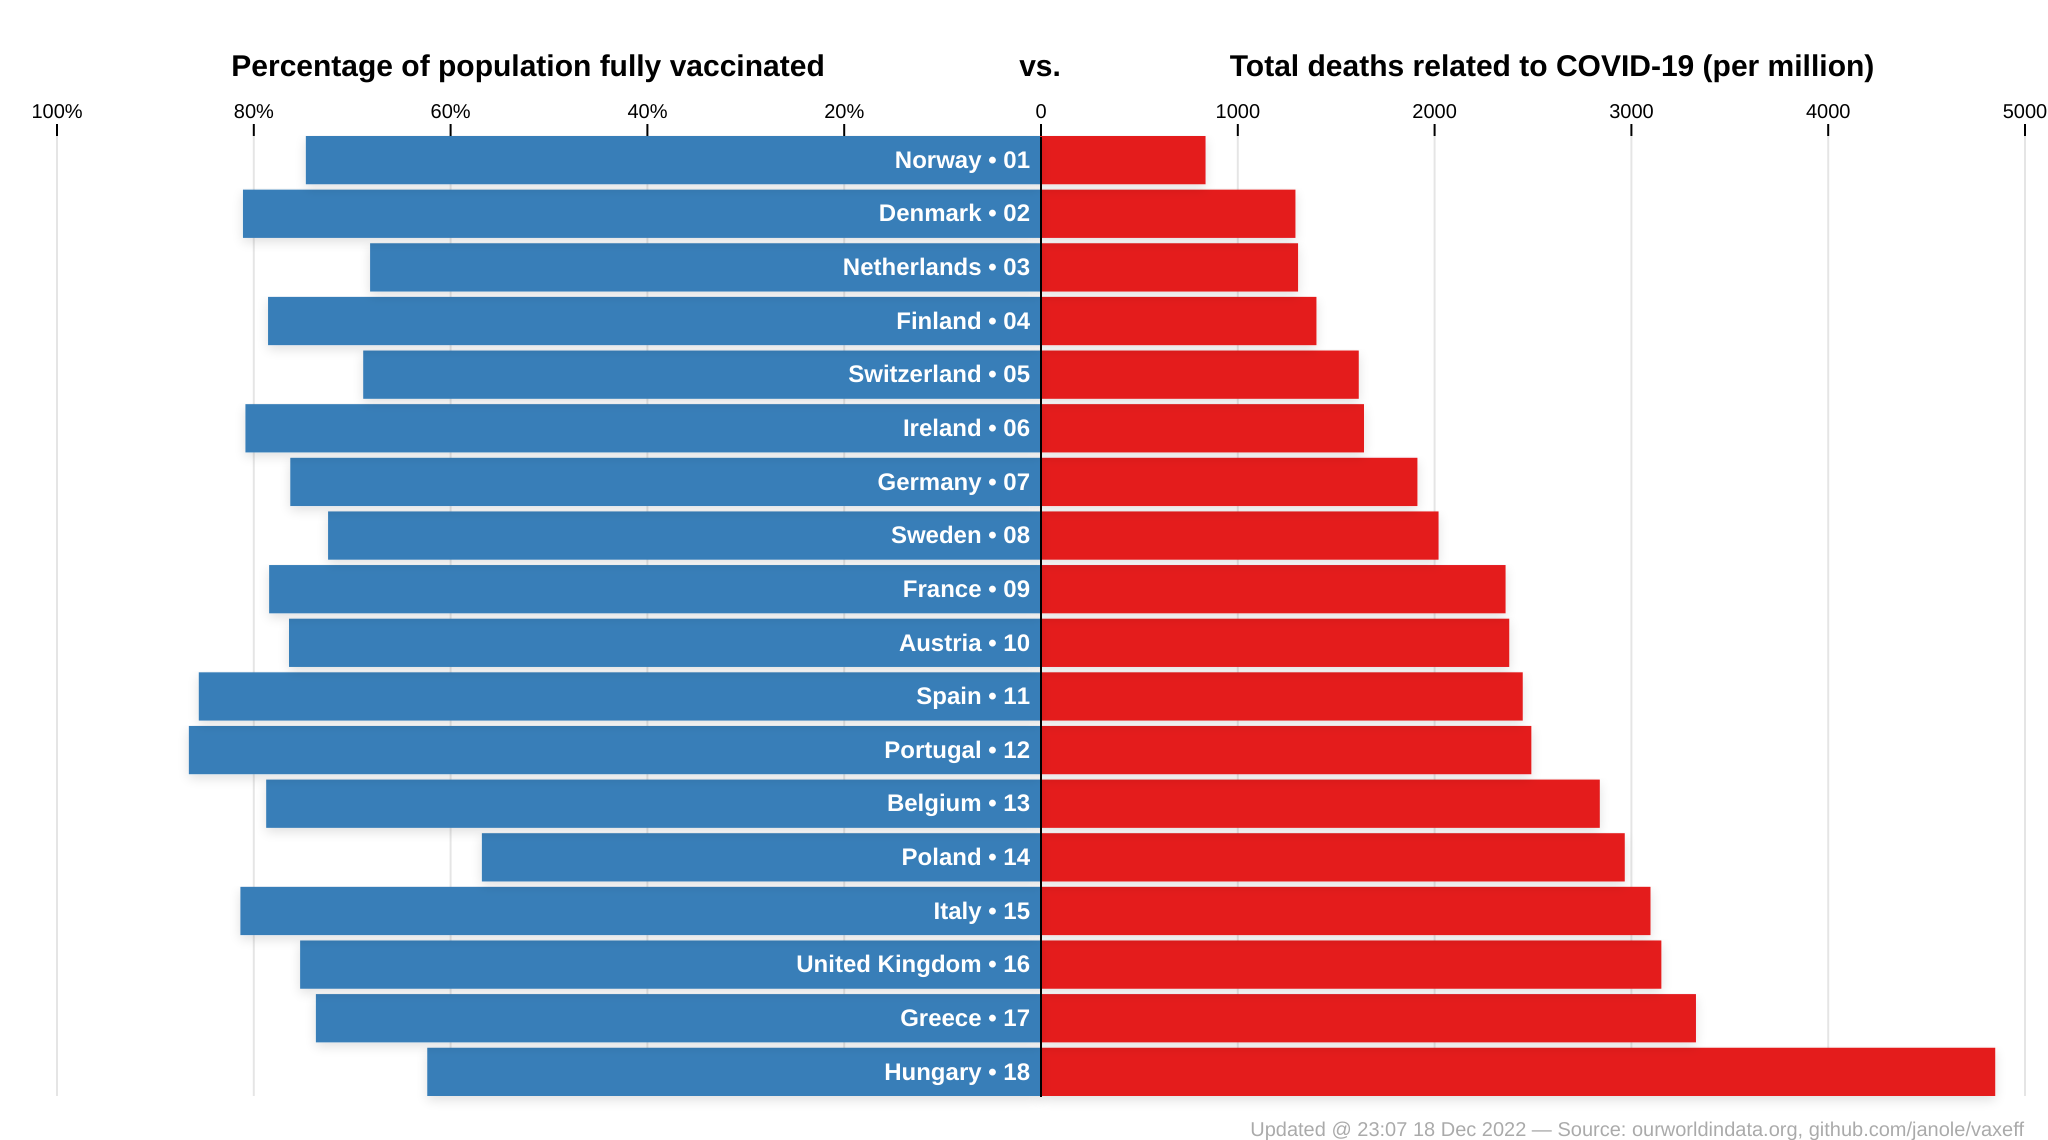 Percentage of population fully vaccinated vs. Total deaths related to COVID-19 (per million)
100% 80% 60% 40% 20% 0 1000 2000 3000 4000 5000
Norway • 01
Denmark • 02
Netherlands • 03
Finland • 04
Switzerland • 05
Ireland • 06
Germany • 07
Sweden • 08
France • 09
Austria • 10
Spain • 11
Portugal • 12
Belgium • 13
Poland • 14
Italy • 15
United Kingdom • 16
Greece • 17
Hungary • 18
Updated @ 23:07 18 Dec 2022 — Source: ourworldindata.org, github.com/janole/vaxeff